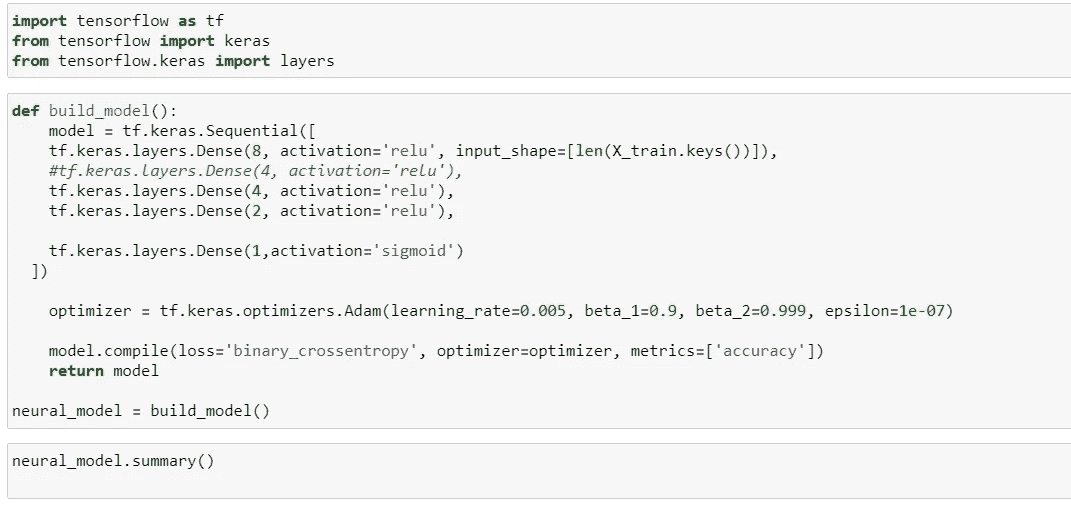 import tensorflow as tf
from tensorflow import keras
from tensorflow.keras import layers
def build_model():
    model = tf.keras.Sequential([
    tf.keras.layers.Dense(8, activation='relu', input_shape=[len(X_train.keys())]),
    #tf.keras.layers.Dense(4, activation='relu'),
    tf.keras.layers.Dense(4, activation='relu'),
    tf.keras.layers.Dense(2, activation='relu'),
    tf.keras.layers.Dense(1,activation='sigmoid')
  ])
    optimizer = tf.keras.optimizers.Adam(learning_rate=0.005, beta_1=0.9, beta_2=0.999, epsilon=1e-07)
    model.compile(loss='binary_crossentropy', optimizer=optimizer, metrics=['accuracy'])
    return model
neural_model = build_model()
neural_model.summary()